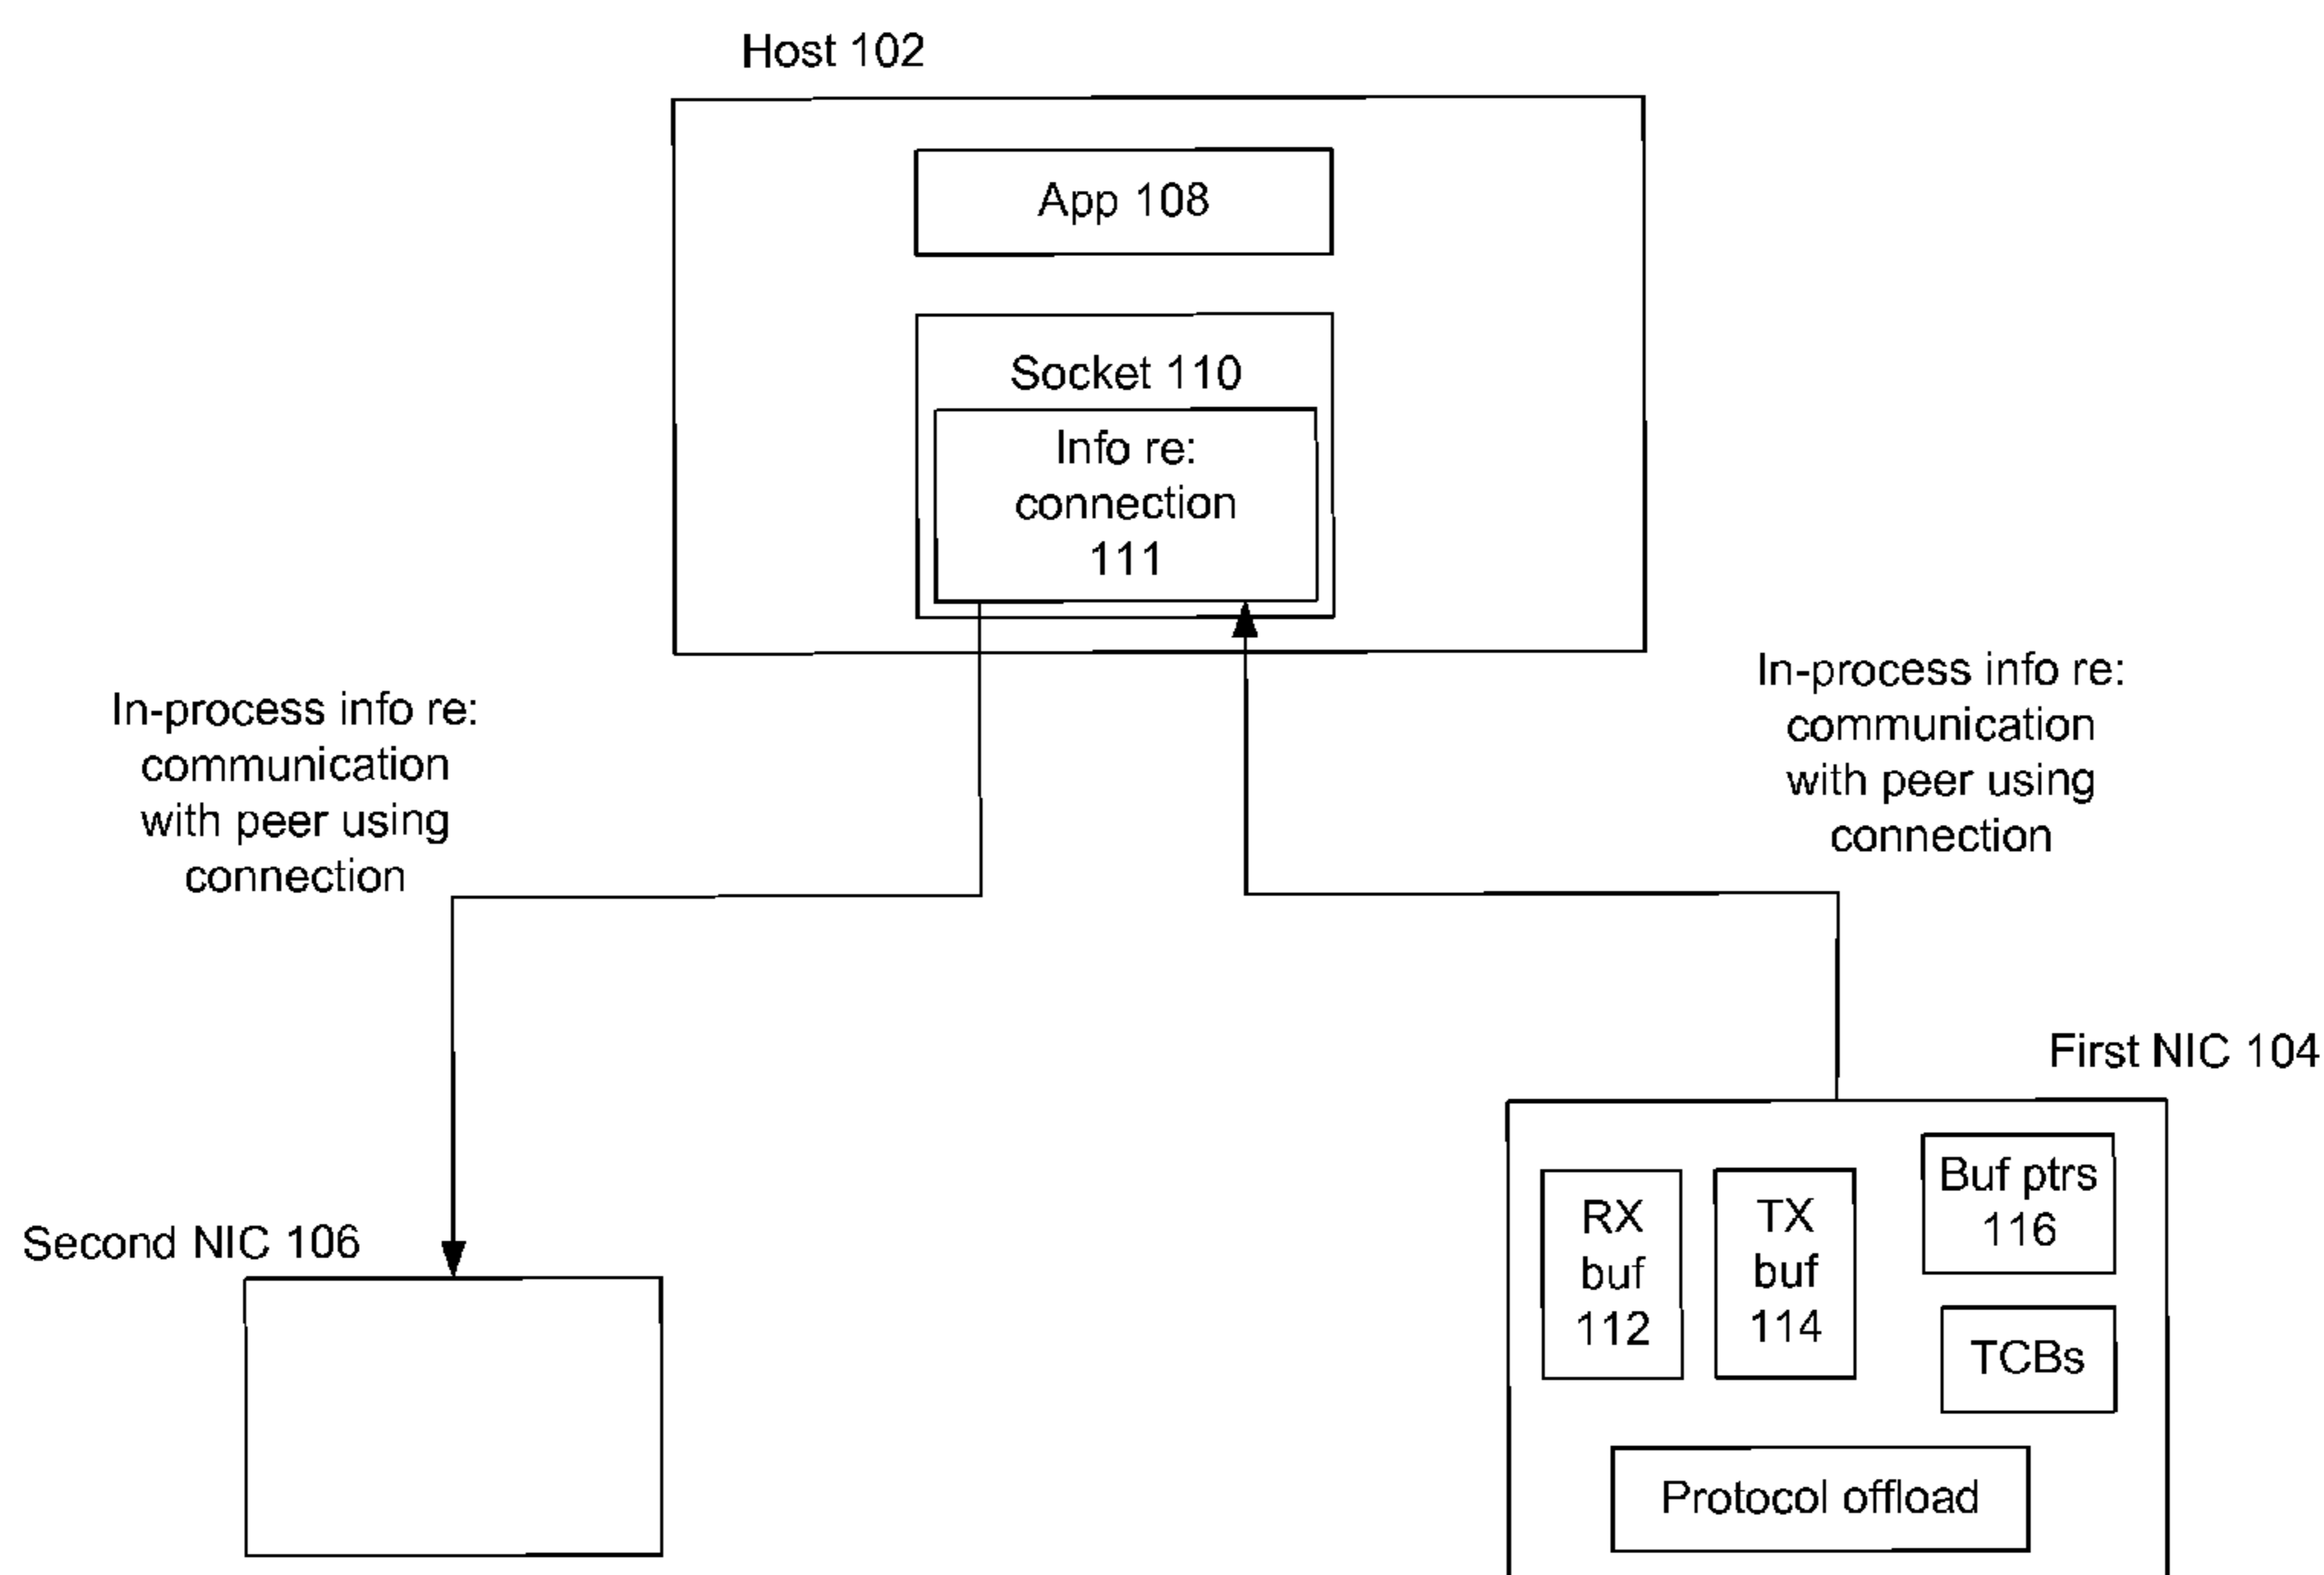 Host 102
App 108
Socket 110
Info re:
connection
111
In-process info re:
communication
with peer using
connection
In-process info re:
communication
with peer using
connection
First NIC 104
Second NIC 106
RX
buf
112
TX
buf
114
Buf ptrs
116
TCBs
Protocol offload